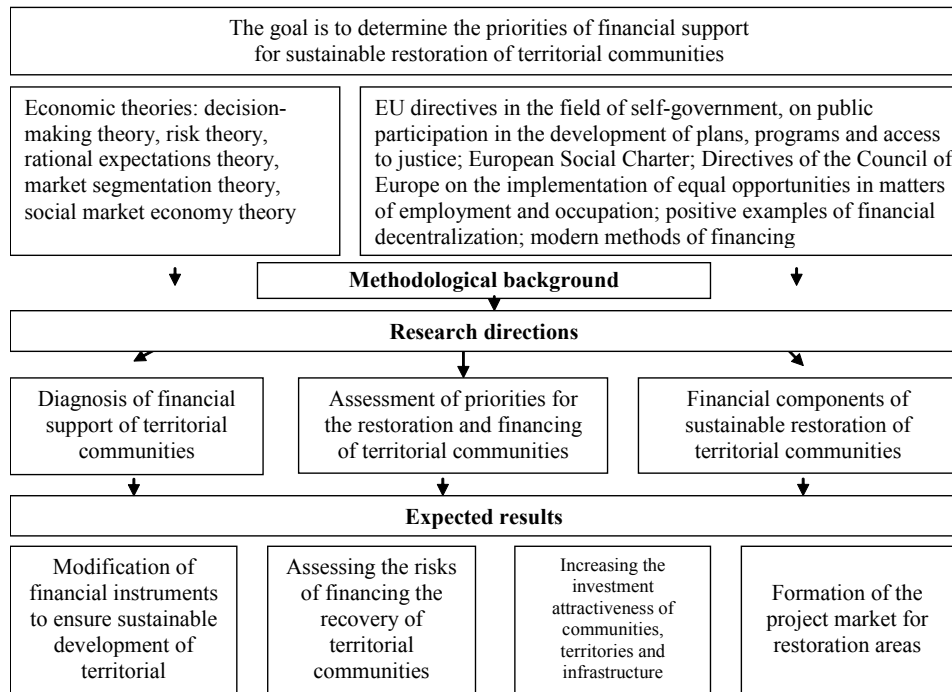 The goal is to determine the priorities of financial support
for sustainable restoration of territorial communities
Economic theories: decision-
making theory, risk theory,
rational expectations theory,
market segmentation theory,
social market economy theory
EU directives in the field of self-government, on public
participation in the development of plans, programs and access
to justice; European Social Charter; Directives of the Council of
Europe on the implementation of equal opportunities in matters
of employment and occupation; positive examples of financial
decentralization; modern methods of financing
Methodological background
Research directions
Diagnosis of financial
support of territorial
communities
Assessment of priorities for
the restoration and financing
of territorial communities
Financial components of
sustainable restoration of
territorial communities
Expected results
Modification of
financial instruments
to ensure sustainable
development of
territorial
Assessing the risks
of financing the
recovery of
territorial
communities
Increasing the
investment
attractiveness of
communities,
territories and
infrastructure
Formation of the
project market for
restoration areas